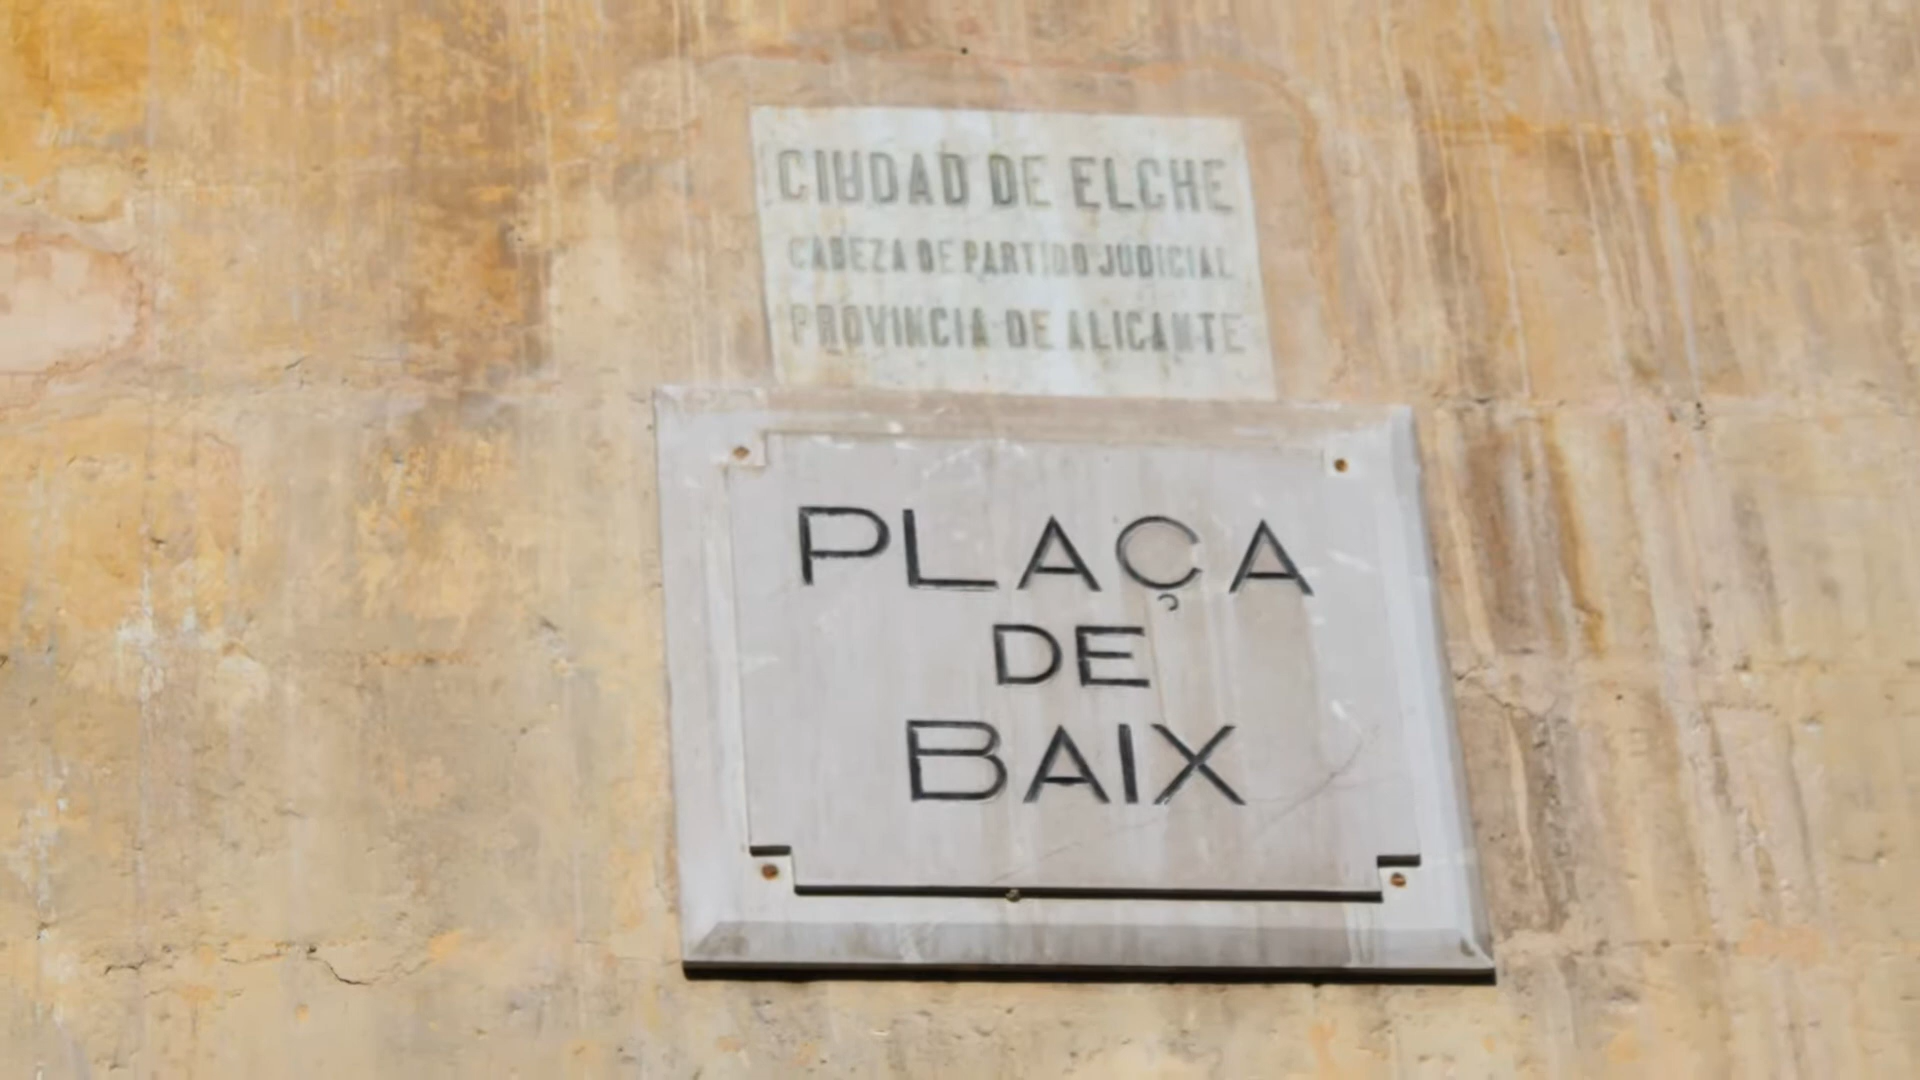 CIUDAD DE ELCHE
CABEZA DE PARTIDO JUDICIAL
PROVINCIA DE ALICANTE
PLAÇA
DE
BAIX